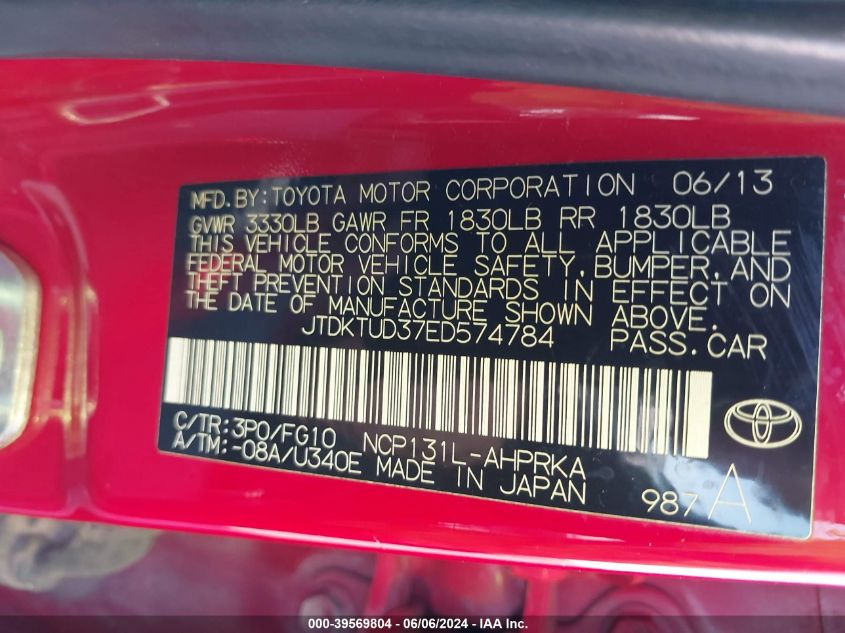 MFD. BY: TOYOTA MOTOR CORPORATION 06/13
GVWR 3330LB GAWR FR 1830LB RR 1830LB
THIS VEHICLE CONFORMS TO ALL APPLICABLE
FEDERAL MOTOR VEHICLE SAFETY, BUMPER, AND
THEFT PREVENTION STANDARDS IN EFFECT ON
THE DATE OF MANUFACTURE SHOWN ABOVE.
JTDKTUD37ED574784 PASS. CAR
C/TR: 3P0/FG10 NCP131L-AHPRKA
A/TM: -08A/U340E MADE IN JAPAN
987 A
000-39569804 - 06/06/2024 - IAA Inc.